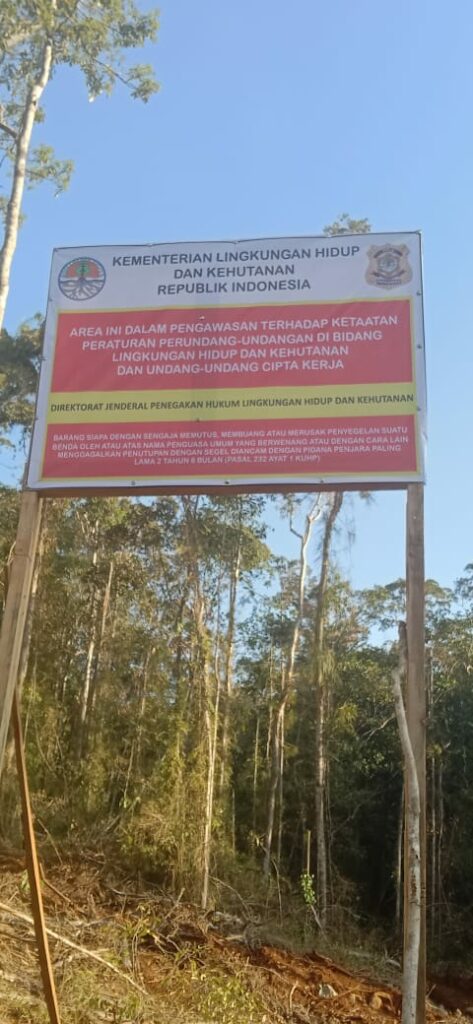 KEMENTERIAN LINGKUNGAN HIDUP
DAN KEHUTANAN
REPUBLIK INDONESIA
AREA INI DALAM PENGAWASAN TERHADAP KETAATAN
PERATURAN PERUNDANG-UNDANGAN DI BIDANG
LINGKUNGAN HIDUP DAN KEHUTANAN
DAN UNDANG-UNDANG CIPTA KERJA
DIREKTORAT JENDERAL PENEGAKAN HUKUM LINGKUNGAN HIDUP DAN KEHUTANAN
BARANG SIAPA DENGAN SENGAJA MEMUTUS, MEMBUANG ATAU MERUSAK PENYEGELAN SUATU
BENDA OLEH ATAU ATAS NAMA PENGUASA UMUM YANG BERWENANG ATAU DENGAN CARA LAIN
MENGGAGALKAN PENUTUPAN DENGAN SEGEL DIANCAM DENGAN PIDANA PENJARA PALING
LAMA 2 TAHUN 8 BULAN (PASAL 232 AYAT 1 KUHP)